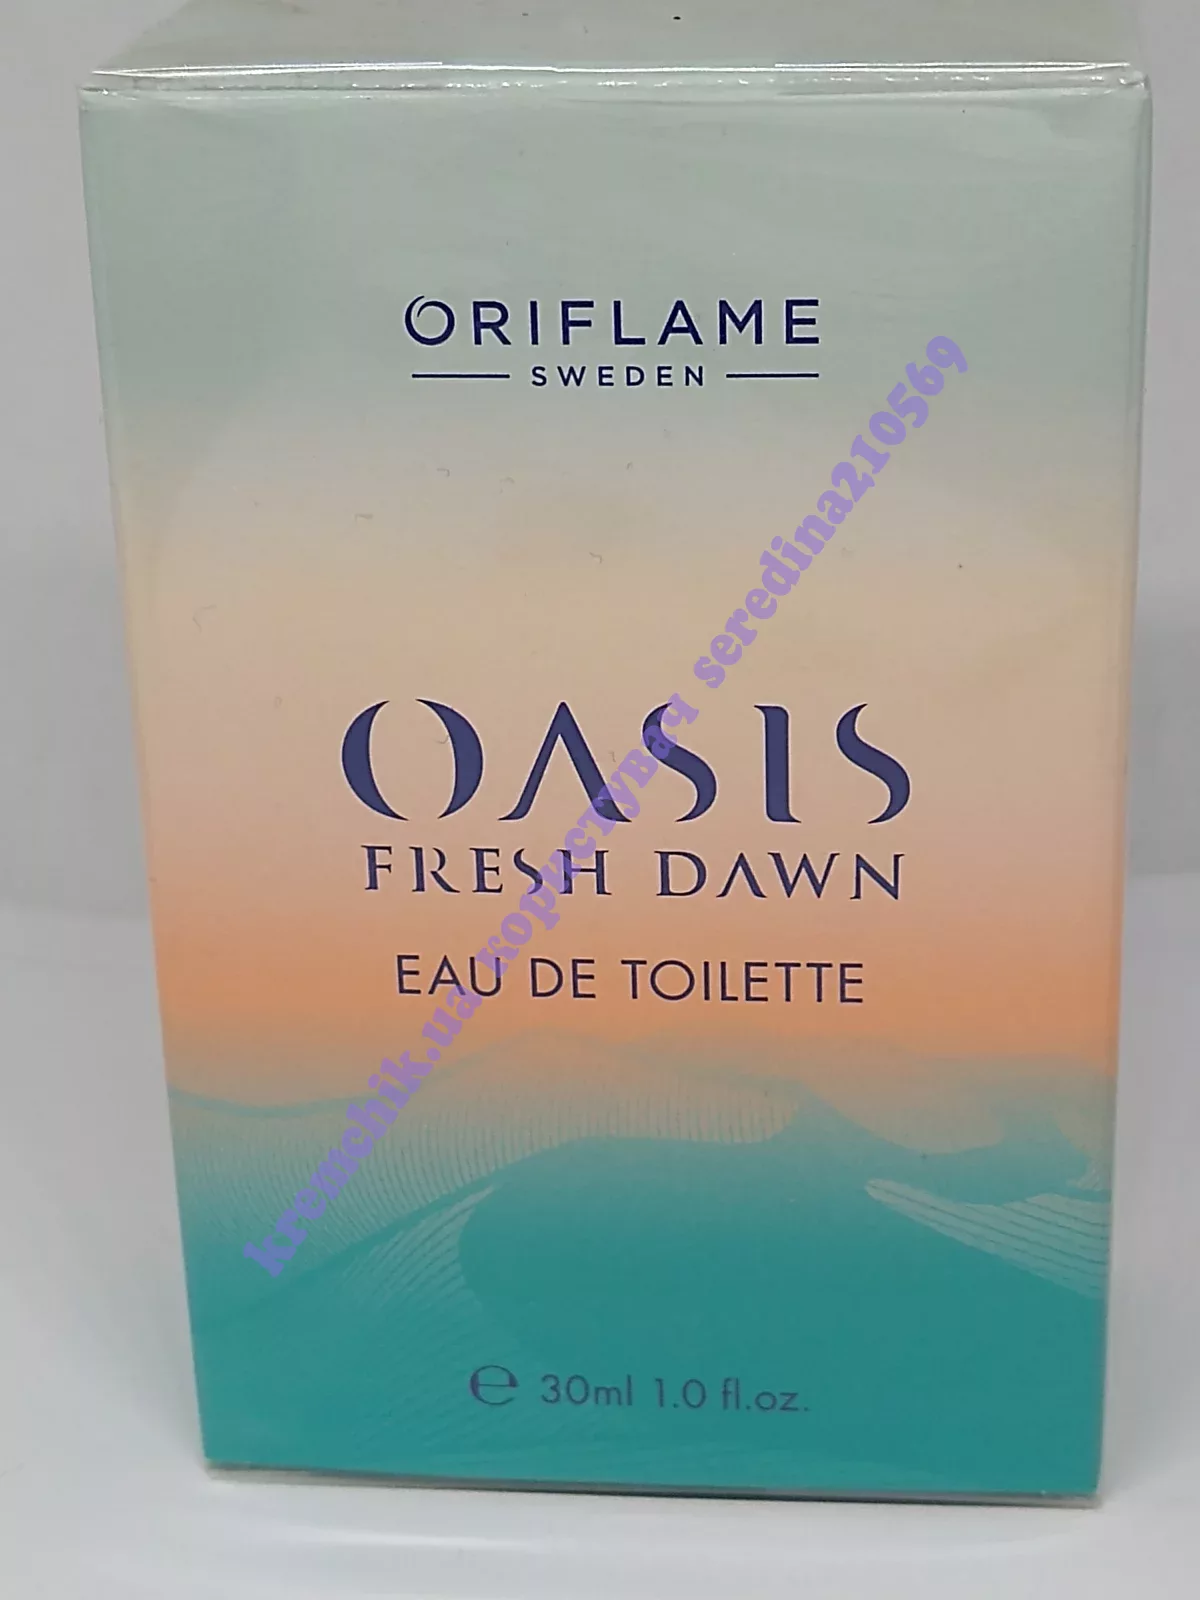 ORIFLAME
SWEDEN
OASIS
FRESH DAWN
EAU DE TOILETTE
℮ 30ml 1.0 fl.oz.
kremchik.ua користувач seredina210569